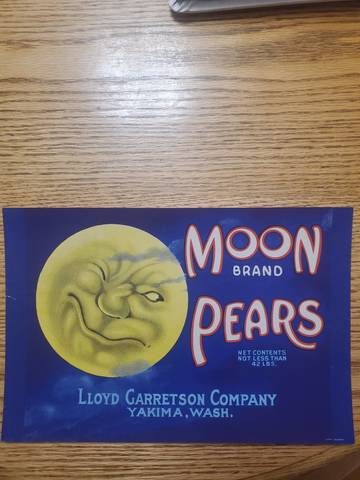 MOON
BRAND
PEARS
NET CONTENTS
NOT LESS THAN
42 LBS.
LLOYD GARRETSON COMPANY
YAKIMA, WASH.